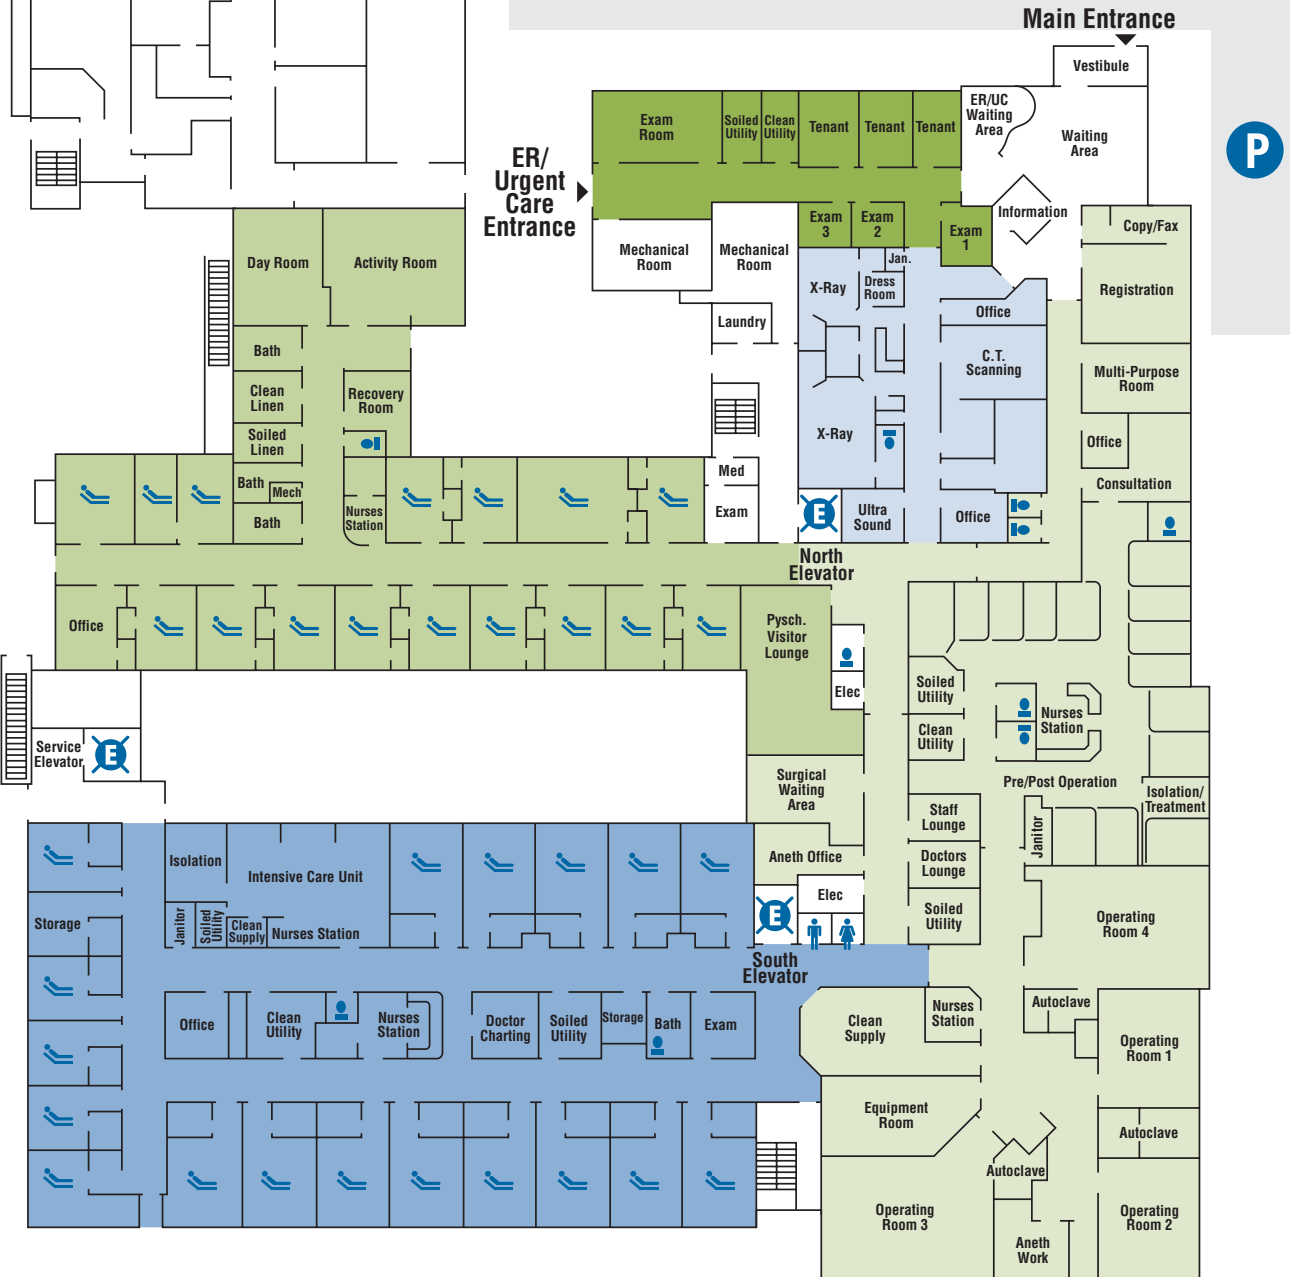 Main Entrance
Vestibule
ER/UC
Waiting
Area
Waiting
Area
P
Exam
Room
Soiled
Utility
Clean
Utility
Tenant
Tenant
Tenant
ER/
Urgent
Care
Entrance
Information
Exam
3
Exam
2
Exam
1
Copy/Fax
Mechanical
Room
Mechanical
Room
Jan.
X-Ray
Dress
Room
Day Room
Activity Room
Registration
Office
Laundry
Bath
C.T.
Scanning
Multi-Purpose
Room
Clean
Linen
Recovery
Room
Soiled
Linen
X-Ray
Office
Med
Bath
Mech
Consultation
Nurses
Station
Exam
E
Ultra
Sound
Office
Bath
North
Elevator
Office
Pysch.
Visitor
Lounge
Elec
Soiled
Utility
Clean
Utility
Nurses
Station
Service
Elevator
E
Surgical
Waiting
Area
Pre/Post Operation
Isolation/
Treatment
Staff
Lounge
Janitor
Isolation
Intensive Care Unit
Aneth Office
Doctors
Lounge
Elec
Storage
Janitor
Soiled
Utility
Clean
Supply
Nurses Station
E
Soiled
Utility
Operating
Room 4
South
Elevator
Office
Clean
Utility
Nurses
Station
Doctor
Charting
Soiled
Utility
Storage
Bath
Exam
Clean
Supply
Nurses
Station
Autoclave
Operating
Room 1
Equipment
Room
Autoclave
Autoclave
Operating
Room 3
Operating
Room 2
Aneth
Work